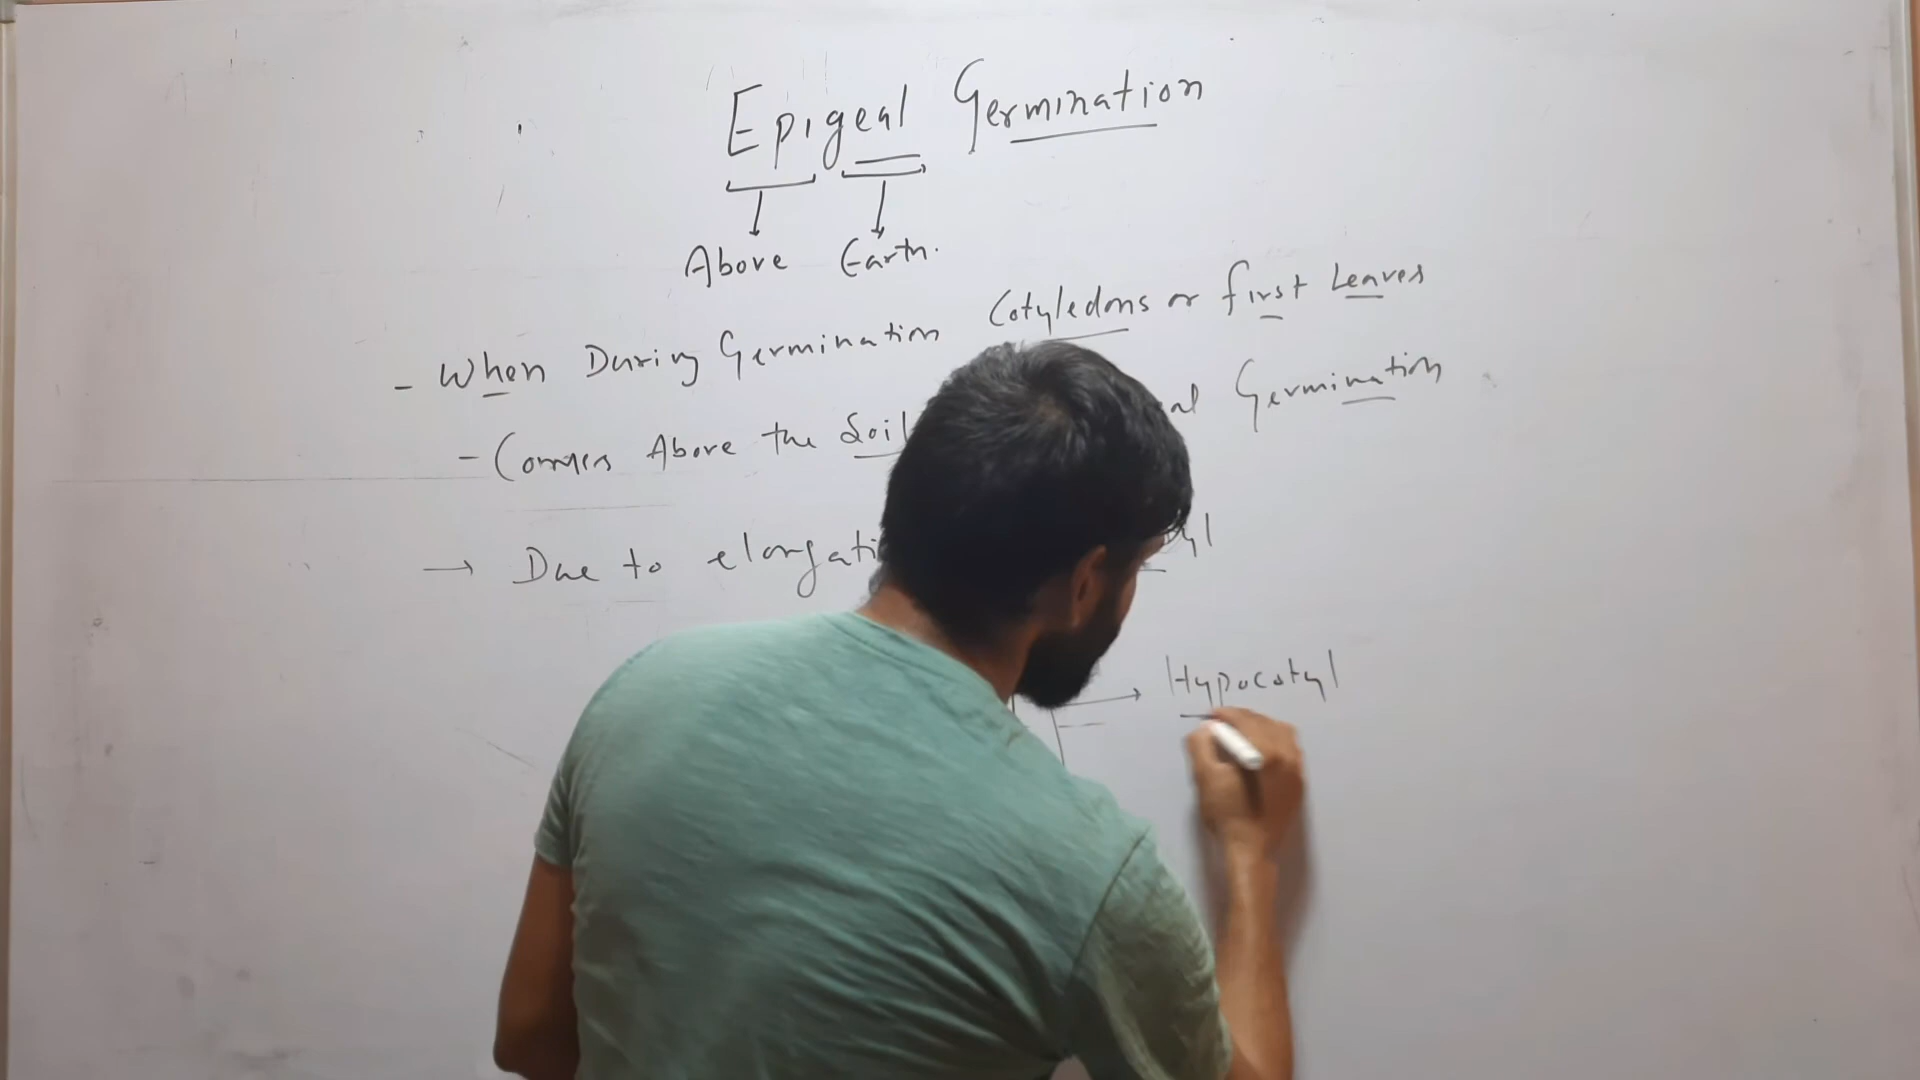 Epigeal Germination
Above Earth.
- When During Germination Cotyledons or first Leaves
- Comes Above the Soil Germination
→ Due to
→ Hypocotyl